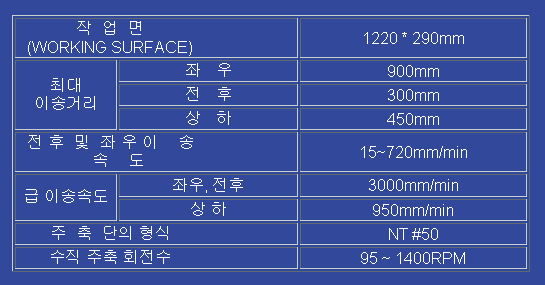 작 업 면
(WORKING SURFACE)
1220 * 290mm
최대
이송거리
좌 우
900mm
전 후
300mm
상 하
450mm
전 후 및 좌 우 이 송
속 도
15~720mm/min
급 이송속도
좌우, 전후
3000mm/min
상 하
950mm/min
주 축 단의 형식
NT #50
수직 주축 회전수
95 ~ 1400RPM